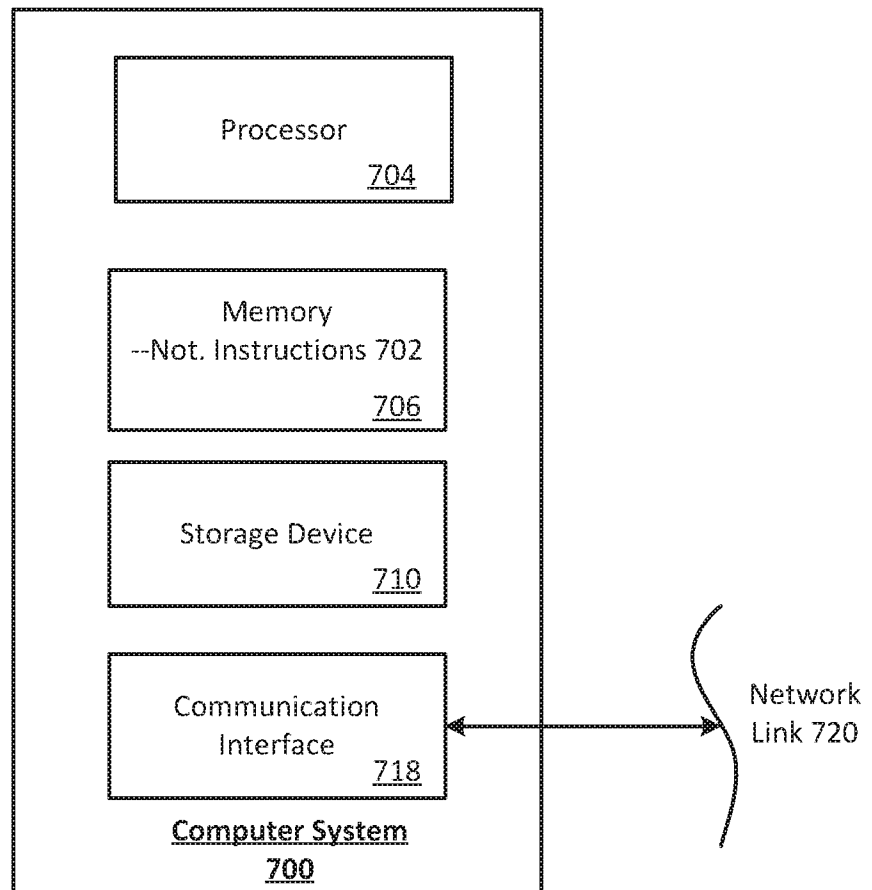 Processor
704
Memory
--Not. Instructions 702
706
Storage Device
710
Communication
Interface
718
Network
Link 720
Computer System
700